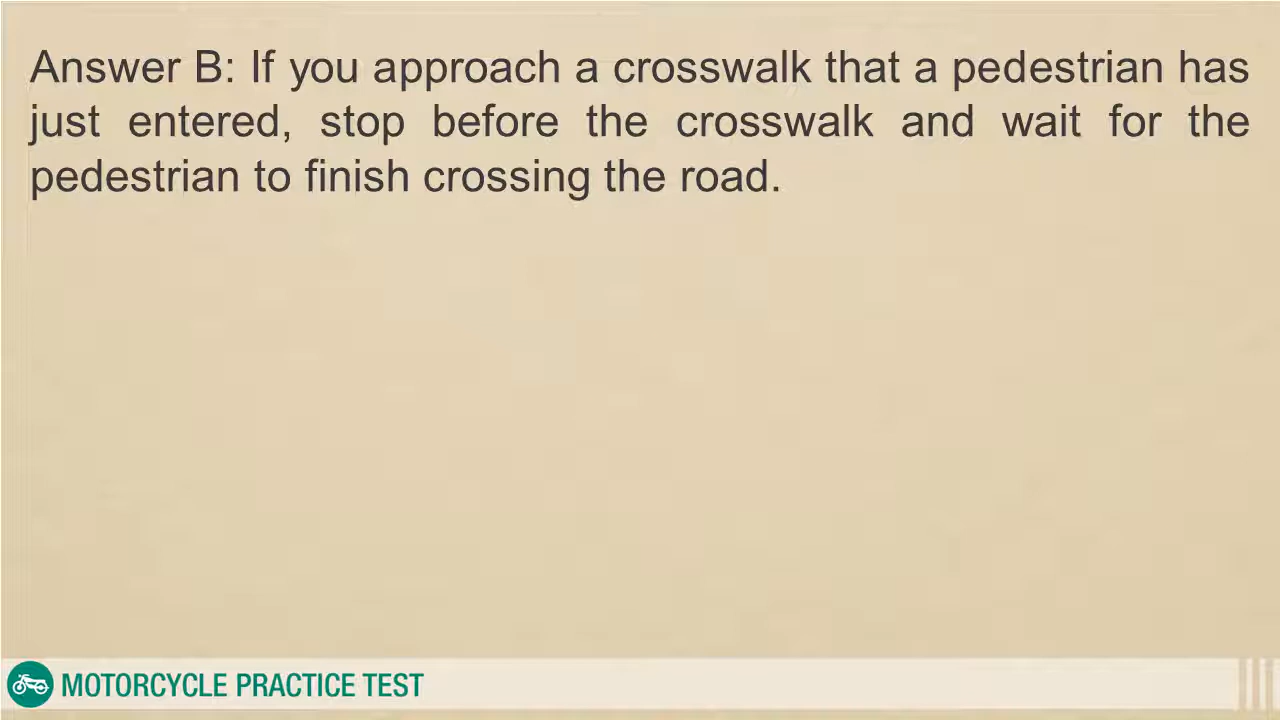 Answer B: If you approach a crosswalk that a pedestrian has
just entered, stop before the crosswalk and wait for the
pedestrian to finish crossing the road.
MOTORCYCLE PRACTICE TEST